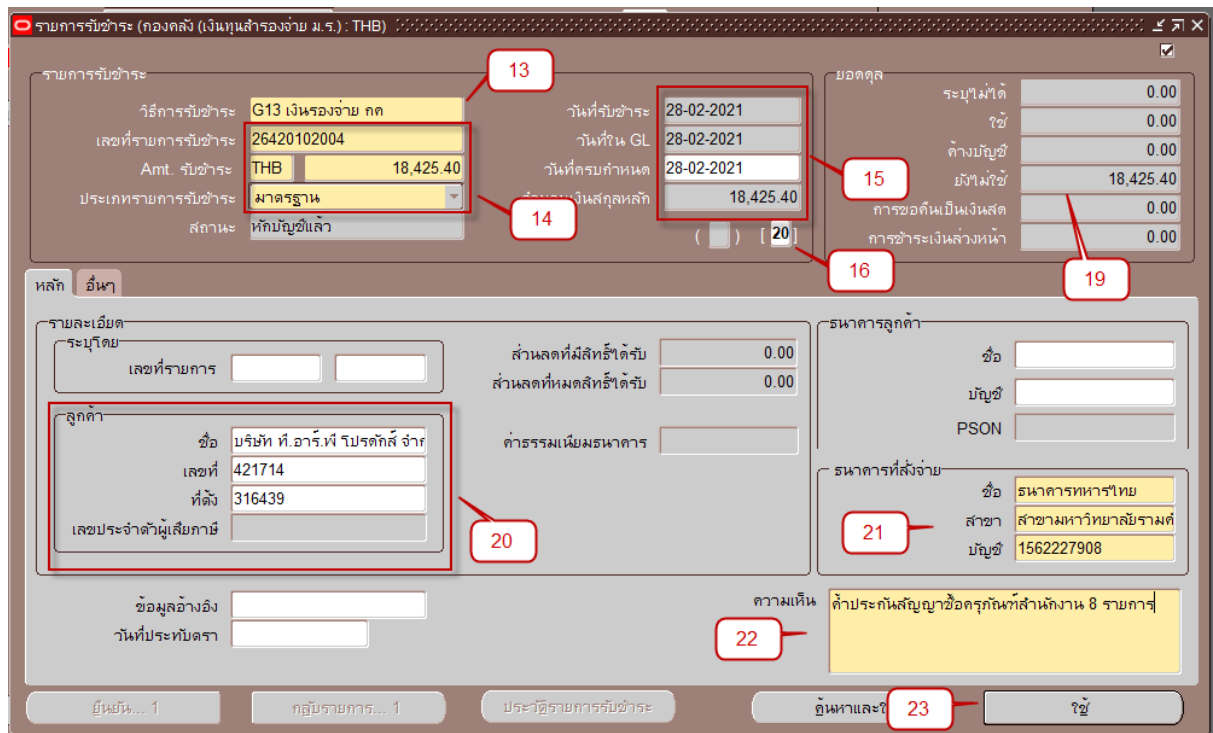 รายการรับชำระ (กองคลัง (เงินทุนสำรองจ่าย ม.ร.) : THB)
รายการรับชำระ
13
ยอดดุล
วิธีการรับชำระ G13 เงินรองจ่าย กค
วันที่รับชำระ 28-02-2021
ระบุไม่ได้ 0.00
เลขที่รายการรับชำระ 26420102004
วันที่ใน GL 28-02-2021
ใช้ 0.00
Amt. รับชำระ THB 18,425.40
วันที่ครบกำหนด 28-02-2021
ค้างบัญชี 0.00
15
ประเภทรายการรับชำระ มาตรฐาน
14
18,425.40
ยังไม่ใช้ 18,425.40
การขอคืนเป็นเงินสด 0.00
สถานะ หักบัญชีแล้ว
( ) [ 20 ]
การชำระเงินล่วงหน้า 0.00
16
19
หลัก อื่นๆ
รายละเอียด
ระบุโดย
เลขที่รายการ
ส่วนลดที่มีสิทธิ์ได้รับ 0.00
ส่วนลดที่หมดสิทธิ์ได้รับ 0.00
ธนาคารลูกค้า
ชื่อ
บัญชี
PSON
ลูกค้า
ชื่อ บริษัท ที.อาร์.พี โปรดักส์ จำก
ค่าธรรมเนียมธนาคาร
เลขที่ 421714
ที่ตั้ง 316439
เลขประจำตัวผู้เสียภาษี
20
ธนาคารที่สั่งจ่าย
ชื่อ ธนาคารทหารไทย
21
สาขา สาขามหาวิทยาลัยรามคำ
บัญชี 1562227908
ข้อมูลอ้างอิง
วันที่ประทับตรา
ความเห็น ค้ำประกันสัญญาซื้อครุภัณฑ์สำนักงาน 8 รายการ
22
ยืนยัน... 1
กลับรายการ... 1
ประวัติรายการรับชำระ
23
ใช้